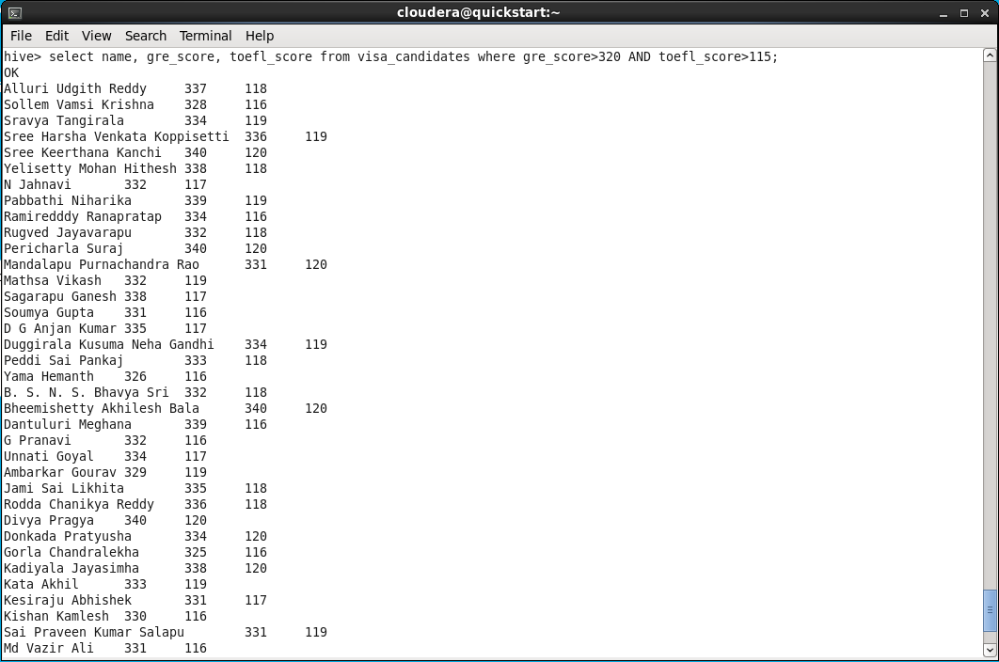 cloudera@quickstart:~
File Edit View Search Terminal Help
hive> select name, gre_score, toefl_score from visa_candidates where gre_score>320 AND toefl_score>115;
OK
Alluri Udgith Reddy 337 118
Sollem Vamsi Krishna 328 116
Sravya Tangirala 334 119
Sree Harsha Venkata Koppisetti 336 119
Sree Keerthana Kanchi 340 120
Yelisetty Mohan Hithesh 338 118
N Jahnavi 332 117
Pabbathi Niharika 339 119
Ramiredddy Ranapratap 334 116
Rugved Jayavarapu 332 118
Pericharla Suraj 340 120
Mandalapu Purnachandra Rao 331 120
Mathsa Vikash 332 119
Sagarapu Ganesh 338 117
Soumya Gupta 331 116
D G Anjan Kumar 335 117
Duggirala Kusuma Neha Gandhi 334 119
Peddi Sai Pankaj 333 118
Yama Hemanth 326 116
B. S. N. S. Bhavya Sri 332 118
Bheemishetty Akhilesh Bala 340 120
Dantuluri Meghana 339 116
G Pranavi 332 116
Unnati Goyal 334 117
Ambarkar Gourav 329 119
Jami Sai Likhita 335 118
Rodda Chanikya Reddy 336 118
Divya Pragya 340 120
Donkada Pratyusha 334 120
Gorla Chandralekha 325 116
Kadiyala Jayasimha 338 120
Kata Akhil 333 119
Kesiraju Abhishek 331 117
Kishan Kamlesh 330 116
Sai Praveen Kumar Salapu 331 119
Md Vazir Ali 331 116